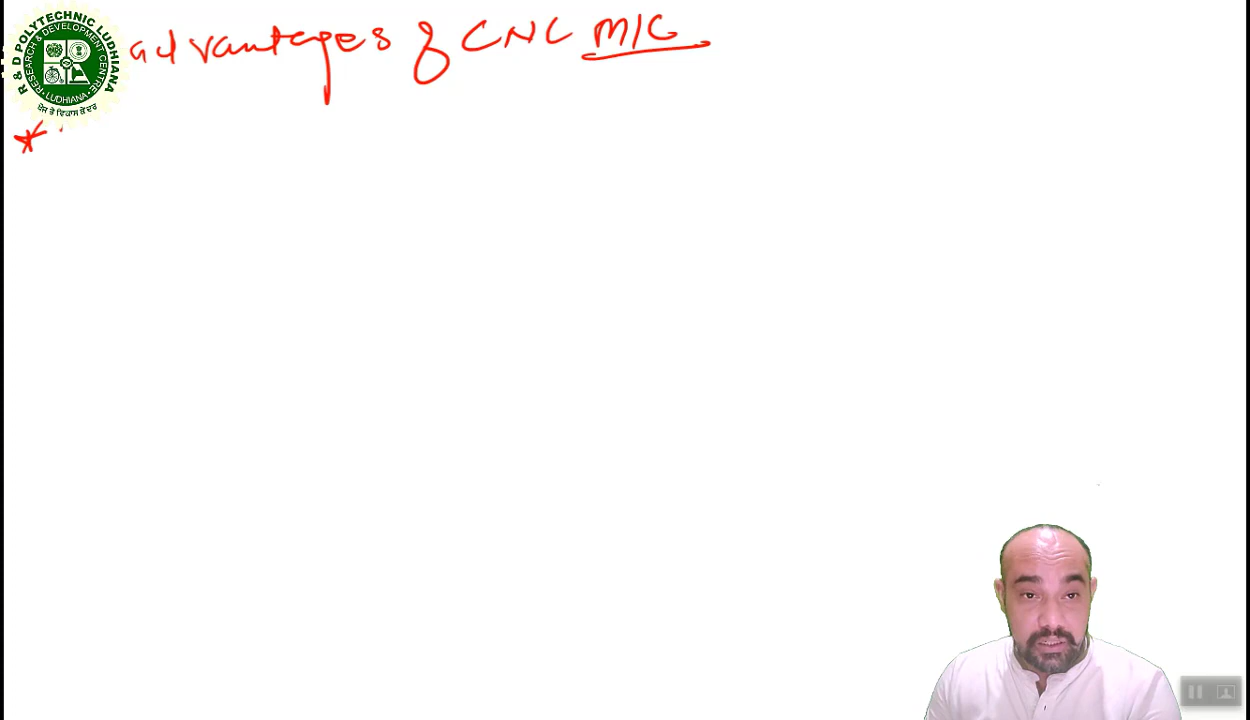 advantages of CNC M/C
*
R & D POLYTECHNIC LUDHIANA
RESEARCH & DEVELOPMENT CENTRE
• LUDHIANA •